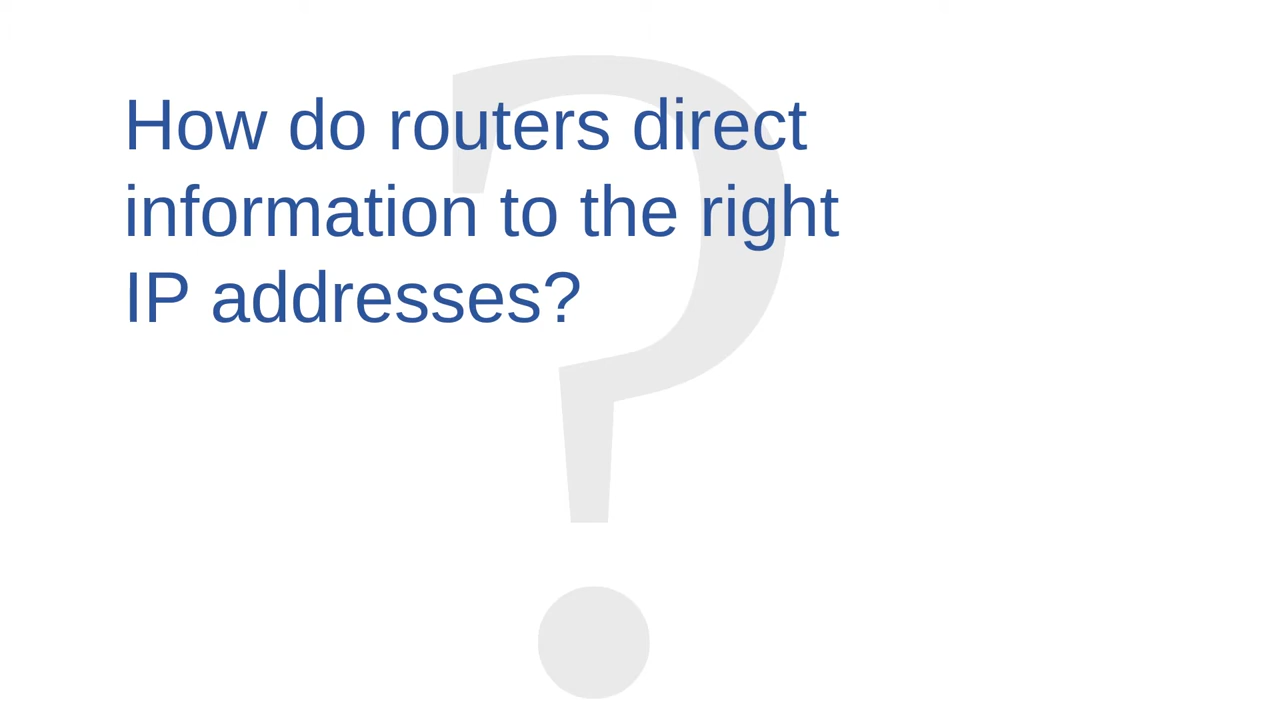 How do routers direct
information to the right
IP addresses?